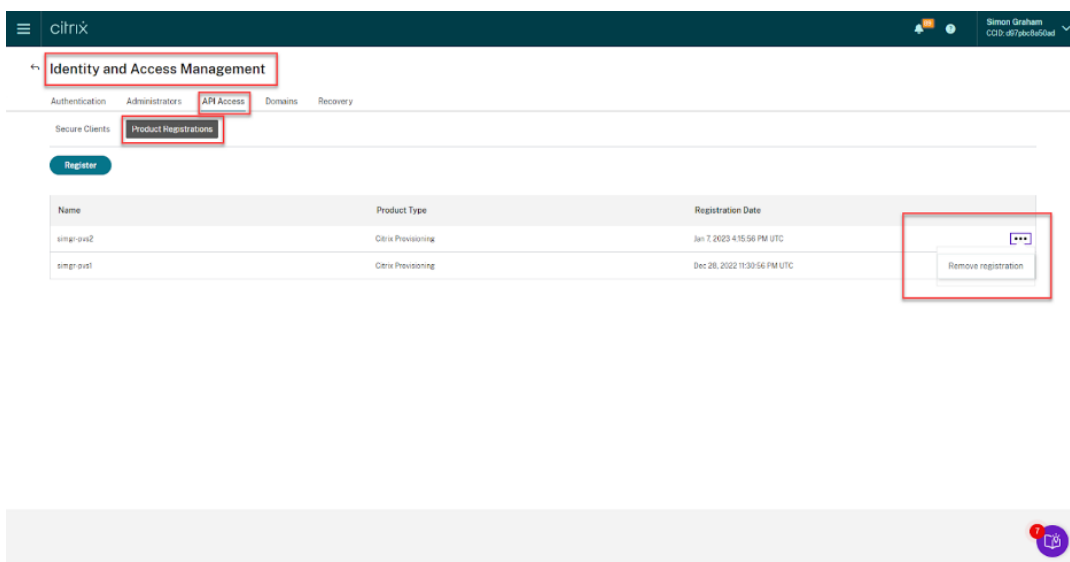 citrix
Simon Graham
CCID: d97pbc8a50ad
Identity and Access Management
Authentication Administrators API Access Domains Recovery
Secure Clients Product Registrations
Register
Name Product Type Registration Date
simgr-pvs2 Citrix Provisioning Jan 7, 2023 4:15:56 PM UTC
simgr-pvs1 Citrix Provisioning Dec 28, 2022 11:30:56 PM UTC
Remove registration
7